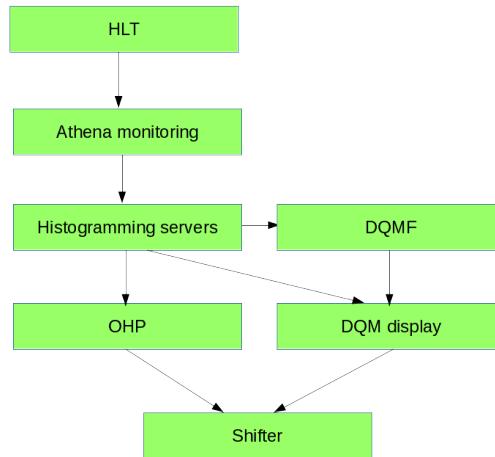 HLT
Athena monitoring
Histogramming servers
DQMF
OHP
DQM display
Shifter